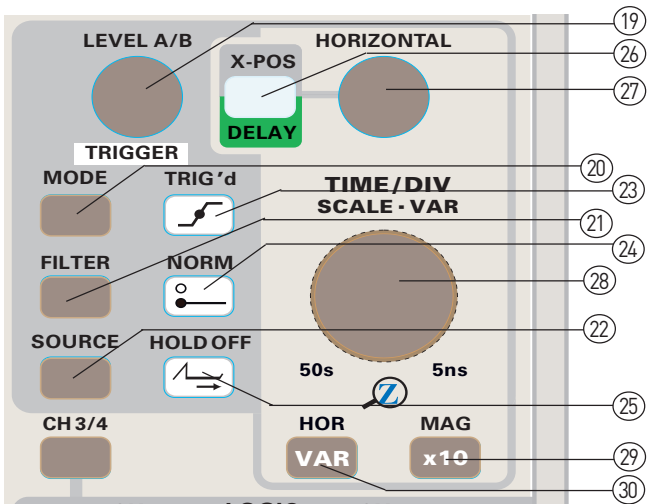 19
LEVEL A/B
HORIZONTAL
X-POS
26
27
DELAY
TRIGGER
20
MODE
TRIG'd
TIME/DIV
23
SCALE · VAR
21
FILTER
NORM
24
28
SOURCE
HOLD OFF
22
50s
5ns
Z
25
CH 3/4
HOR
MAG
VAR
x10
29
30